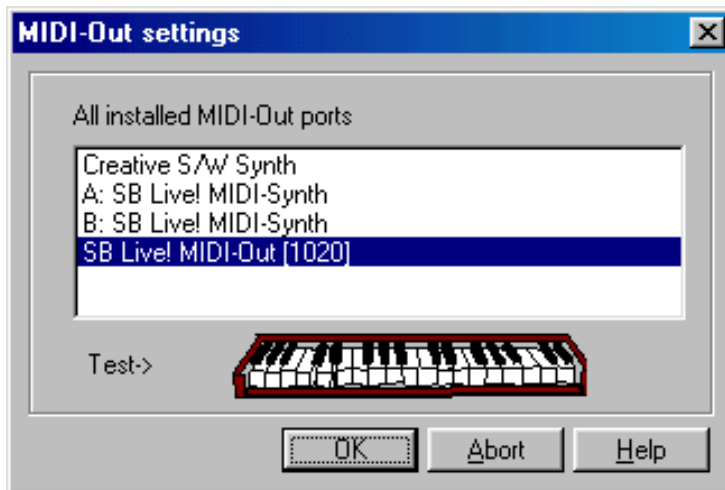 MIDI-Out settings
All installed MIDI-Out ports
Creative S/W Synth
A: SB Live! MIDI-Synth
B: SB Live! MIDI-Synth
SB Live! MIDI-Out [1020]
Test->
OK Abort Help